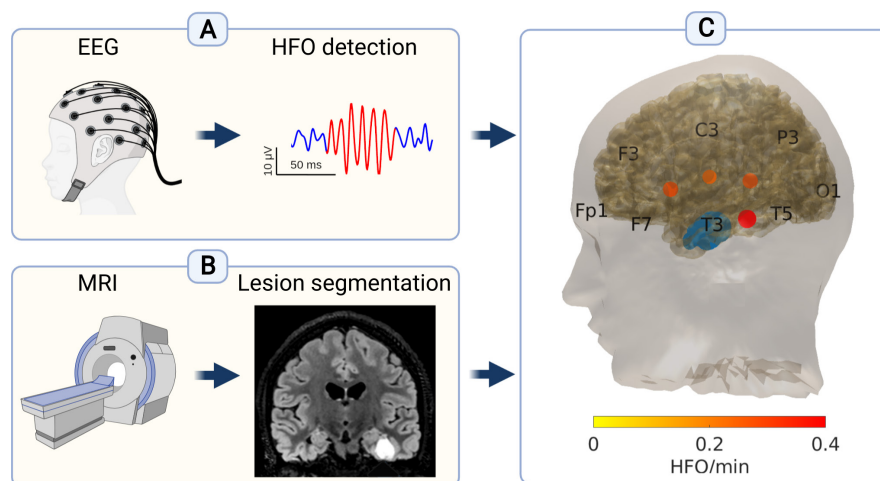 A
EEG
HFO detection
10 µV
50 ms
B
MRI
Lesion segmentation
C
C3
P3
F3
O1
Fp1
F7
T3
T5
0
0.2
0.4
HFO/min